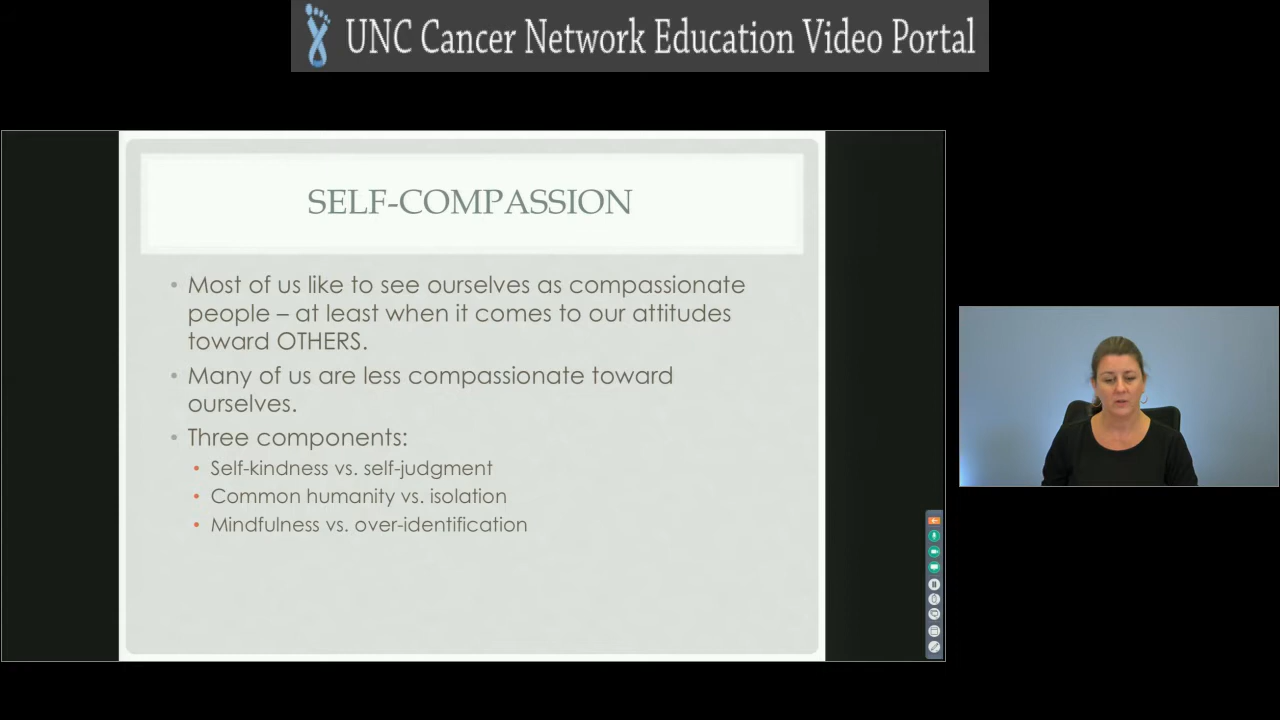 UNC Cancer Network Education Video Portal
SELF-COMPASSION
• Most of us like to see ourselves as compassionate
people – at least when it comes to our attitudes
toward OTHERS.
• Many of us are less compassionate toward
ourselves.
• Three components:
• Self-kindness vs. self-judgment
• Common humanity vs. isolation
• Mindfulness vs. over-identification